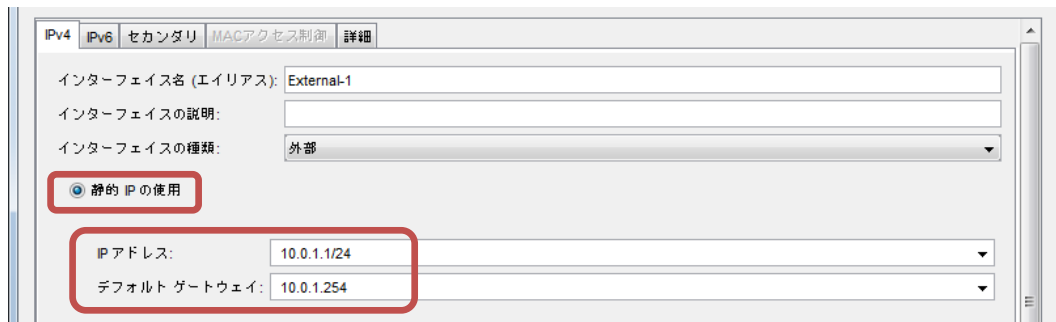 IPv4 IPv6 セカンダリ MACアクセス制御 詳細
インターフェイス名 (エイリアス): External-1
インターフェイスの説明:
インターフェイスの種類: 外部
静的 IP の使用
IP アドレス: 10.0.1.1/24
デフォルト ゲートウェイ: 10.0.1.254